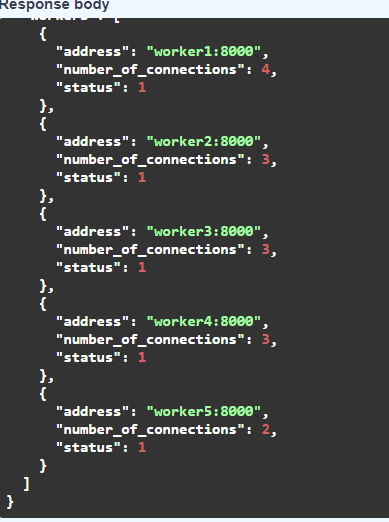 Response body
"workers": [
    {
      "address": "worker1:8000",
      "number_of_connections": 4,
      "status": 1
    },
    {
      "address": "worker2:8000",
      "number_of_connections": 3,
      "status": 1
    },
    {
      "address": "worker3:8000",
      "number_of_connections": 3,
      "status": 1
    },
    {
      "address": "worker4:8000",
      "number_of_connections": 3,
      "status": 1
    },
    {
      "address": "worker5:8000",
      "number_of_connections": 2,
      "status": 1
    }
  ]
}